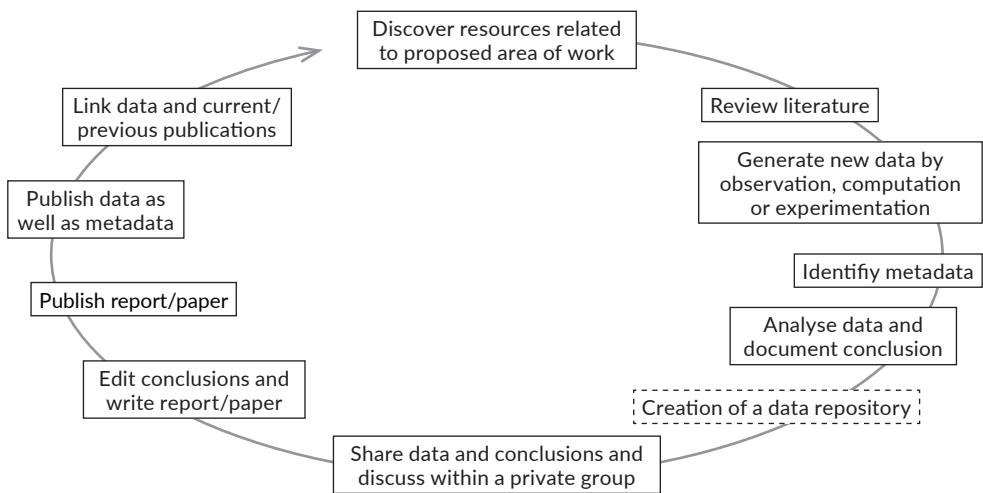 Discover resources related
to proposed area of work
Review literature
Generate new data by
observation, computation
or experimentation
Identifiy metadata
Analyse data and
document conclusion
Creation of a data repository
Share data and conclusions and
discuss within a private group
Edit conclusions and
write report/paper
Publish report/paper
Publish data as
well as metadata
Link data and current/
previous publications